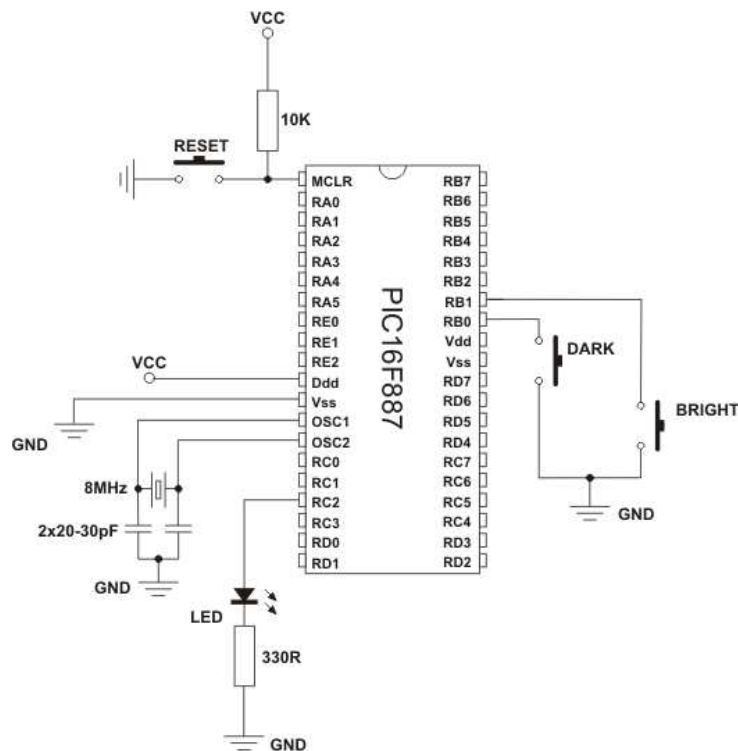 VCC
10K
RESET
MCLR
RA0
RA1
RA2
RA3
RA4
RA5
RE0
RE1
RE2
Ddd
Vss
OSC1
OSC2
RC0
RC1
RC2
RC3
RD0
RD1
PIC16F887
RB7
RB6
RB5
RB4
RB3
RB2
RB1
RB0
Vdd
Vss
RD7
RD6
RD5
RD4
RC7
RC6
RC5
RC4
RD3
RD2
VCC
GND
8MHz
2x20-30pF
GND
LED
330R
GND
DARK
BRIGHT
GND